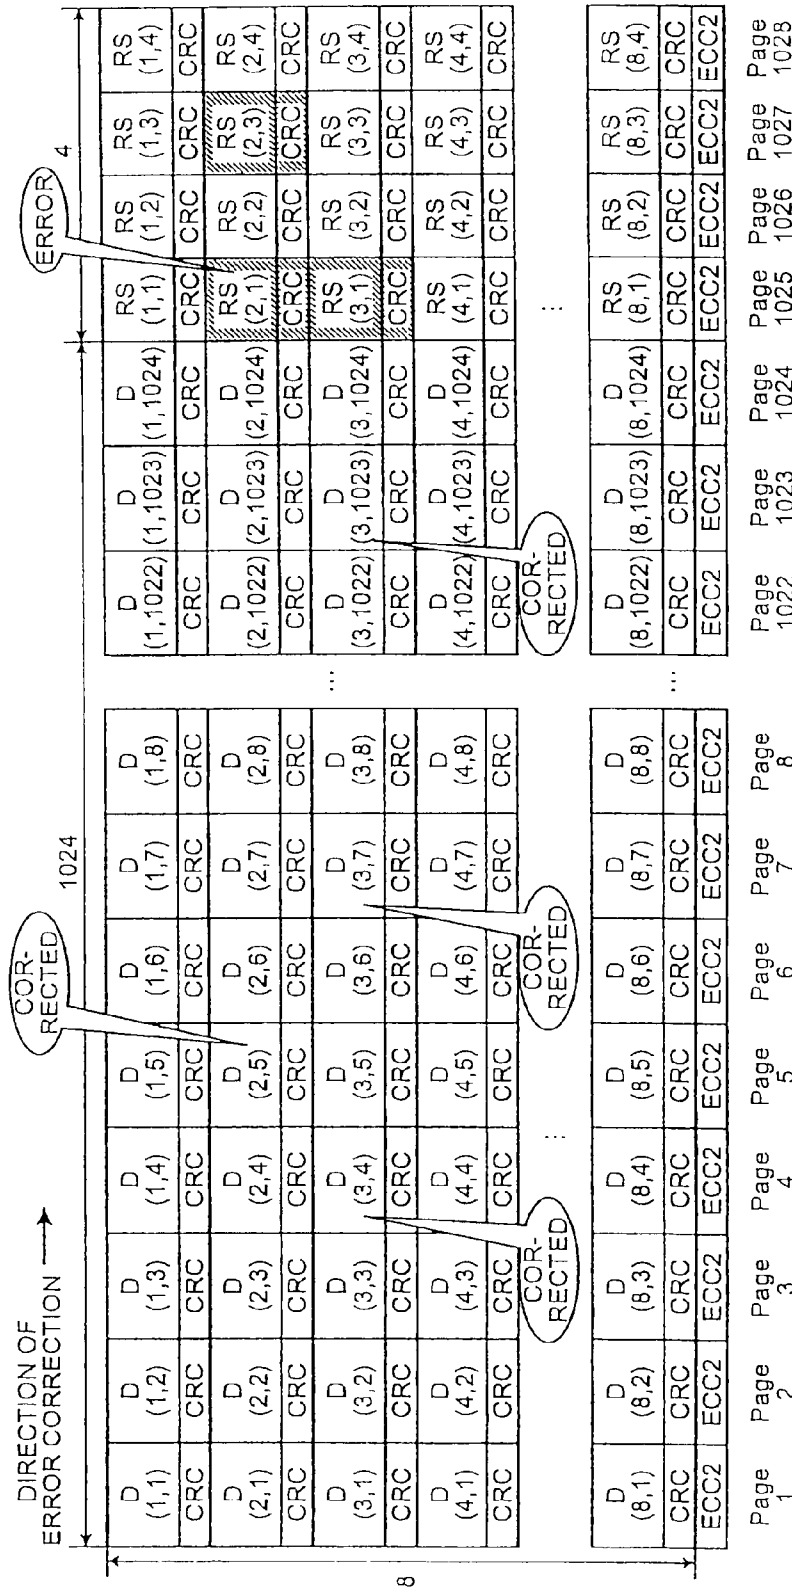 DIRECTION OF
ERROR CORRECTION
COR-
RECTED
ERROR
1024
4
8
D (1,1) D (1,2) D (1,3) D (1,4) D (1,5) D (1,6) D (1,7) D (1,8) D (1,1022) D (1,1023) D (1,1024) RS (1,1) RS (1,2) RS (1,3) RS (1,4)
CRC CRC CRC CRC CRC CRC CRC CRC CRC CRC CRC CRC CRC CRC CRC
D (2,1) D (2,2) D (2,3) D (2,4) D (2,5) D (2,6) D (2,7) D (2,8) D (2,1022) D (2,1023) D (2,1024) RS (2,1) RS (2,2) RS (2,3) RS (2,4)
CRC CRC CRC CRC CRC CRC CRC CRC CRC CRC CRC CRC CRC CRC CRC
D (3,1) D (3,2) D (3,3) D (3,4) D (3,5) D (3,6) D (3,7) D (3,8) ... D (3,1022) D (3,1023) D (3,1024) RS (3,1) RS (3,2) RS (3,3) RS (3,4)
CRC CRC CRC CRC CRC CRC CRC CRC CRC CRC CRC CRC CRC CRC CRC
D (4,1) D (4,2) D (4,3) D (4,4) D (4,5) D (4,6) D (4,7) D (4,8) D (4,1022) D (4,1023) D (4,1024) RS (4,1) RS (4,2) RS (4,3) RS (4,4)
CRC CRC CRC CRC CRC CRC CRC CRC CRC CRC CRC CRC CRC CRC CRC
COR-
RECTED
COR-
RECTED
COR-
RECTED
... ...
D (8,1) D (8,2) D (8,3) D (8,4) D (8,5) D (8,6) D (8,7) D (8,8) D (8,1022) D (8,1023) D (8,1024) RS (8,1) RS (8,2) RS (8,3) RS (8,4)
CRC CRC CRC CRC CRC CRC CRC CRC ... CRC CRC CRC CRC CRC CRC CRC
ECC2 ECC2 ECC2 ECC2 ECC2 ECC2 ECC2 ECC2 ECC2 ECC2 ECC2 ECC2 ECC2 ECC2 ECC2
Page 1 Page 2 Page 3 Page 4 Page 5 Page 6 Page 7 Page 8 Page 1022 Page 1023 Page 1024 Page 1025 Page 1026 Page 1027 Page 1028